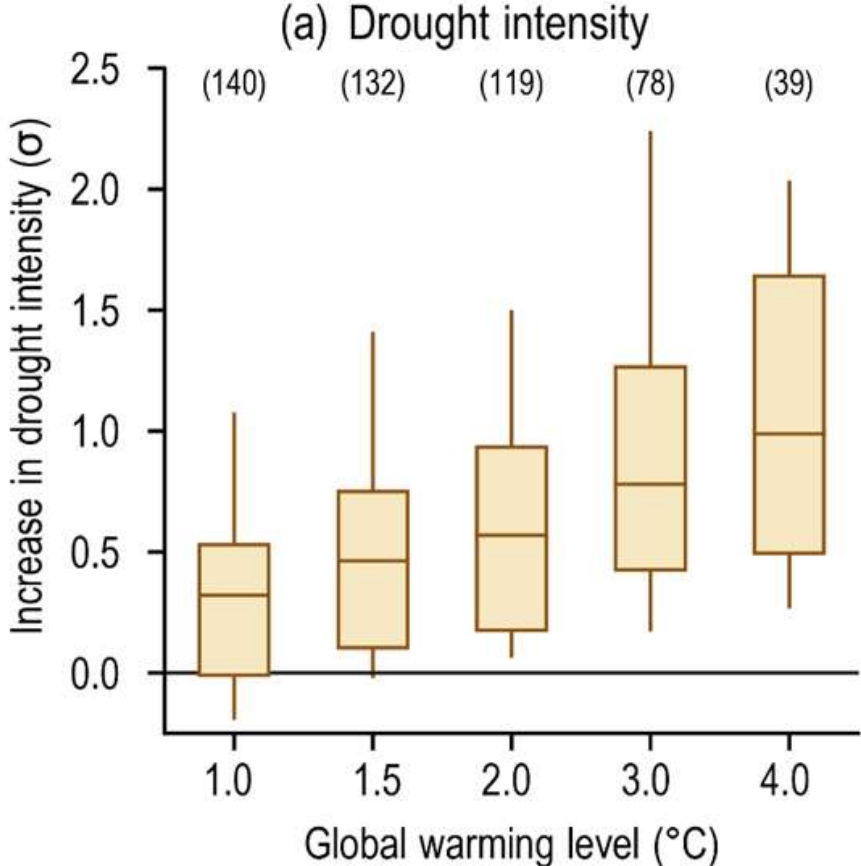 (a) Drought intensity
2.5
(140) (132) (119) (78) (39)
2.0
1.5
1.0
0.5
0.0
Increase in drought intensity (σ)
1.0 1.5 2.0 3.0 4.0
Global warming level (°C)